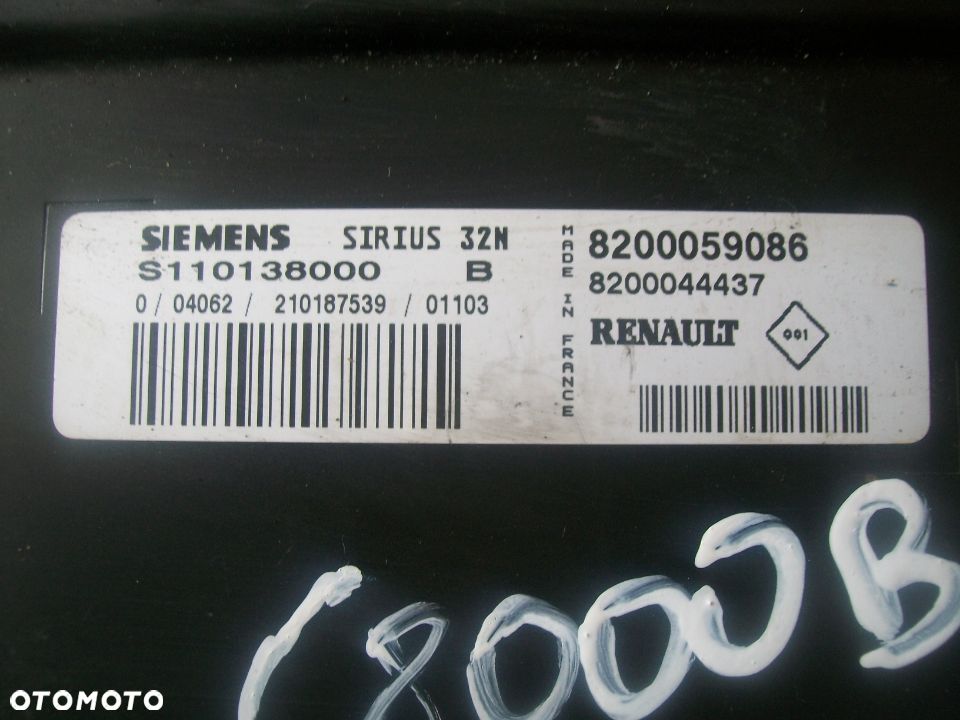 SIEMENS SIRIUS 32N
S110138000 B
0 / 04062 / 210187539 / 01103
MADE IN FRANCE
8200059086
8200044437
RENAULT 001
8000B
OTOMOTO